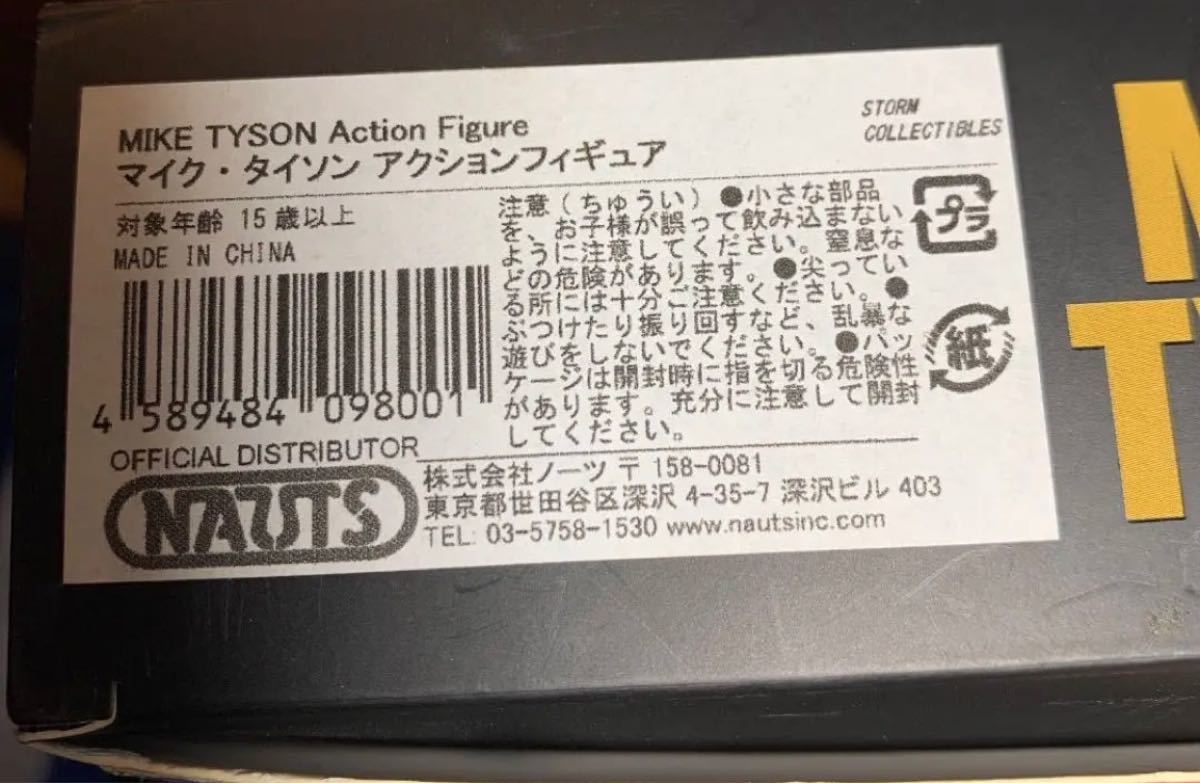 MIKE TYSON Action Figure
マイク・タイソン アクションフィギュア
STORM
COLLECTIBLES
対象年齢 15歳以上
MADE IN CHINA
4 589484 098001
注意(ちゅうい) ●小さな部品
を、お子様が誤って飲み込まない
ように注意してください。窒息な
どの危険があります。●尖ってい
る所には十分ご注意ください。●
ぶつけたり振り回すなど、乱暴な
遊びをしないでください。●パッ
ケージは開封時に指を切る危険性
があります。充分に注意して開封
してください。
プラ
紙
OFFICIAL DISTRIBUTOR
NAUTS
株式会社ノーツ 〒 158-0081
東京都世田谷区深沢 4-35-7 深沢ビル 403
TEL: 03-5758-1530 www.nautsinc.com
M
T